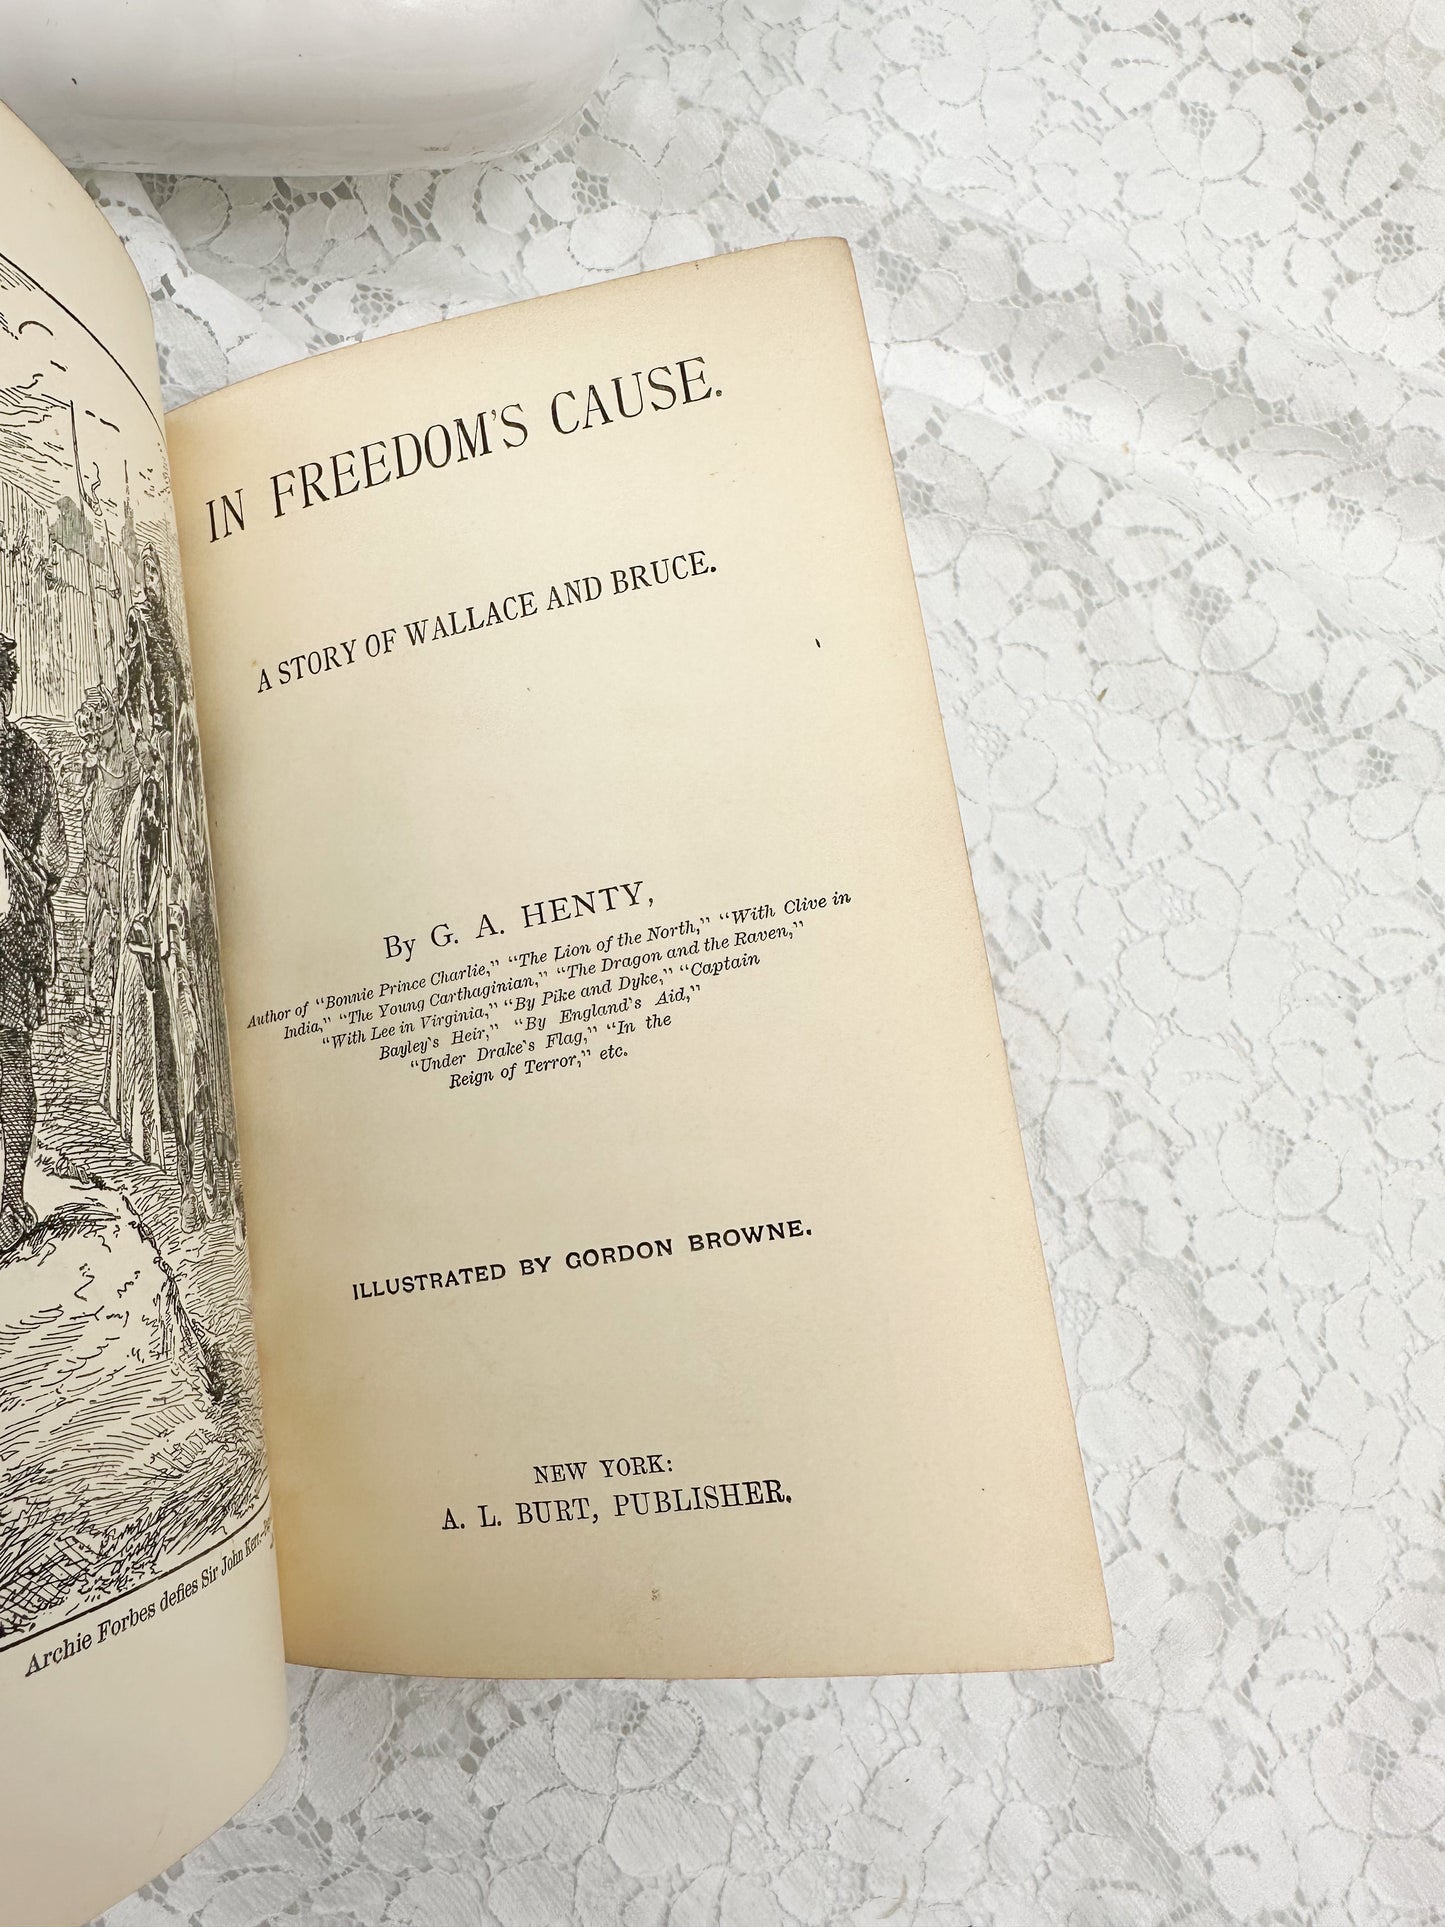 Archie Forbes defies Sir John Kerr.
IN FREEDOM'S CAUSE.
A STORY OF WALLACE AND BRUCE.
By G. A. HENTY,
Author of "Bonnie Prince Charlie," "The Lion of the North," "With Clive in
India," "The Young Carthaginian," "The Dragon and the Raven,"
"With Lee in Virginia," "By Pike and Dyke," "Captain
Bayley's Heir," "By England's Aid,"
"Under Drake's Flag," "In the
Reign of Terror," etc.
ILLUSTRATED BY GORDON BROWNE.
NEW YORK:
A. L. BURT, PUBLISHER.